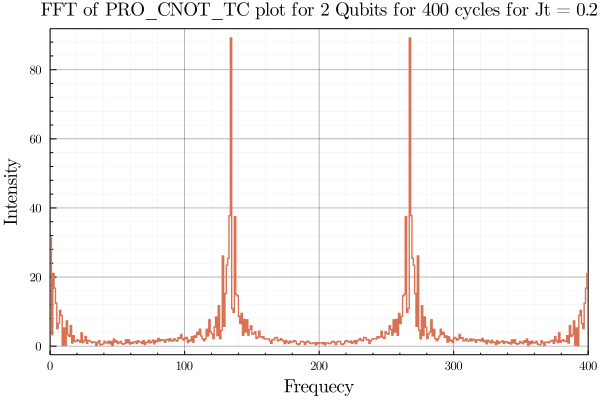 FFT of PRO_CNOT_TC plot for 2 Qubits for 400 cycles for Jt = 0.2
80
60
40
20
0
Intensity
0 100 200 300 400
Frequecy